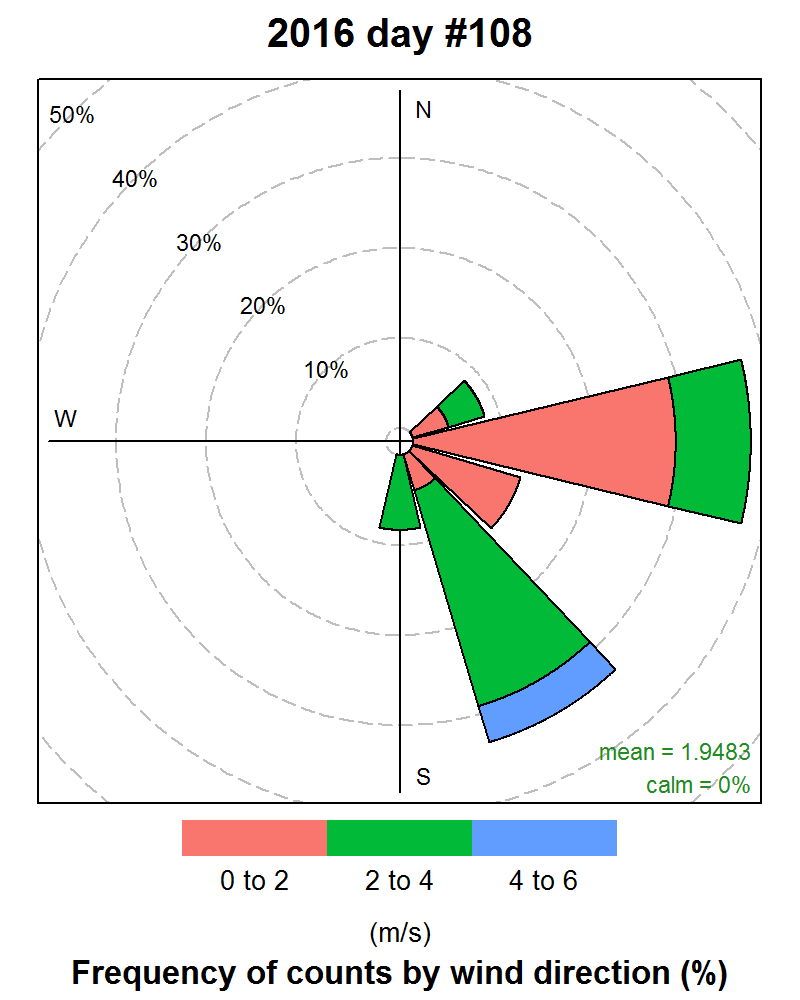 2016 day #108
50%
N
40%
30%
20%
10%
W
mean = 1.9483
S
calm = 0%
0 to 2 2 to 4 4 to 6
(m/s)
Frequency of counts by wind direction (%)